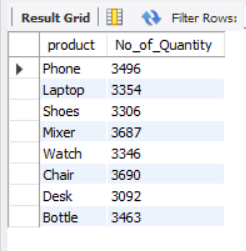 Result Grid Filter Rows:
product No_of_Quantity
Phone 3496
Laptop 3354
Shoes 3306
Mixer 3687
Watch 3346
Chair 3690
Desk 3092
Bottle 3463